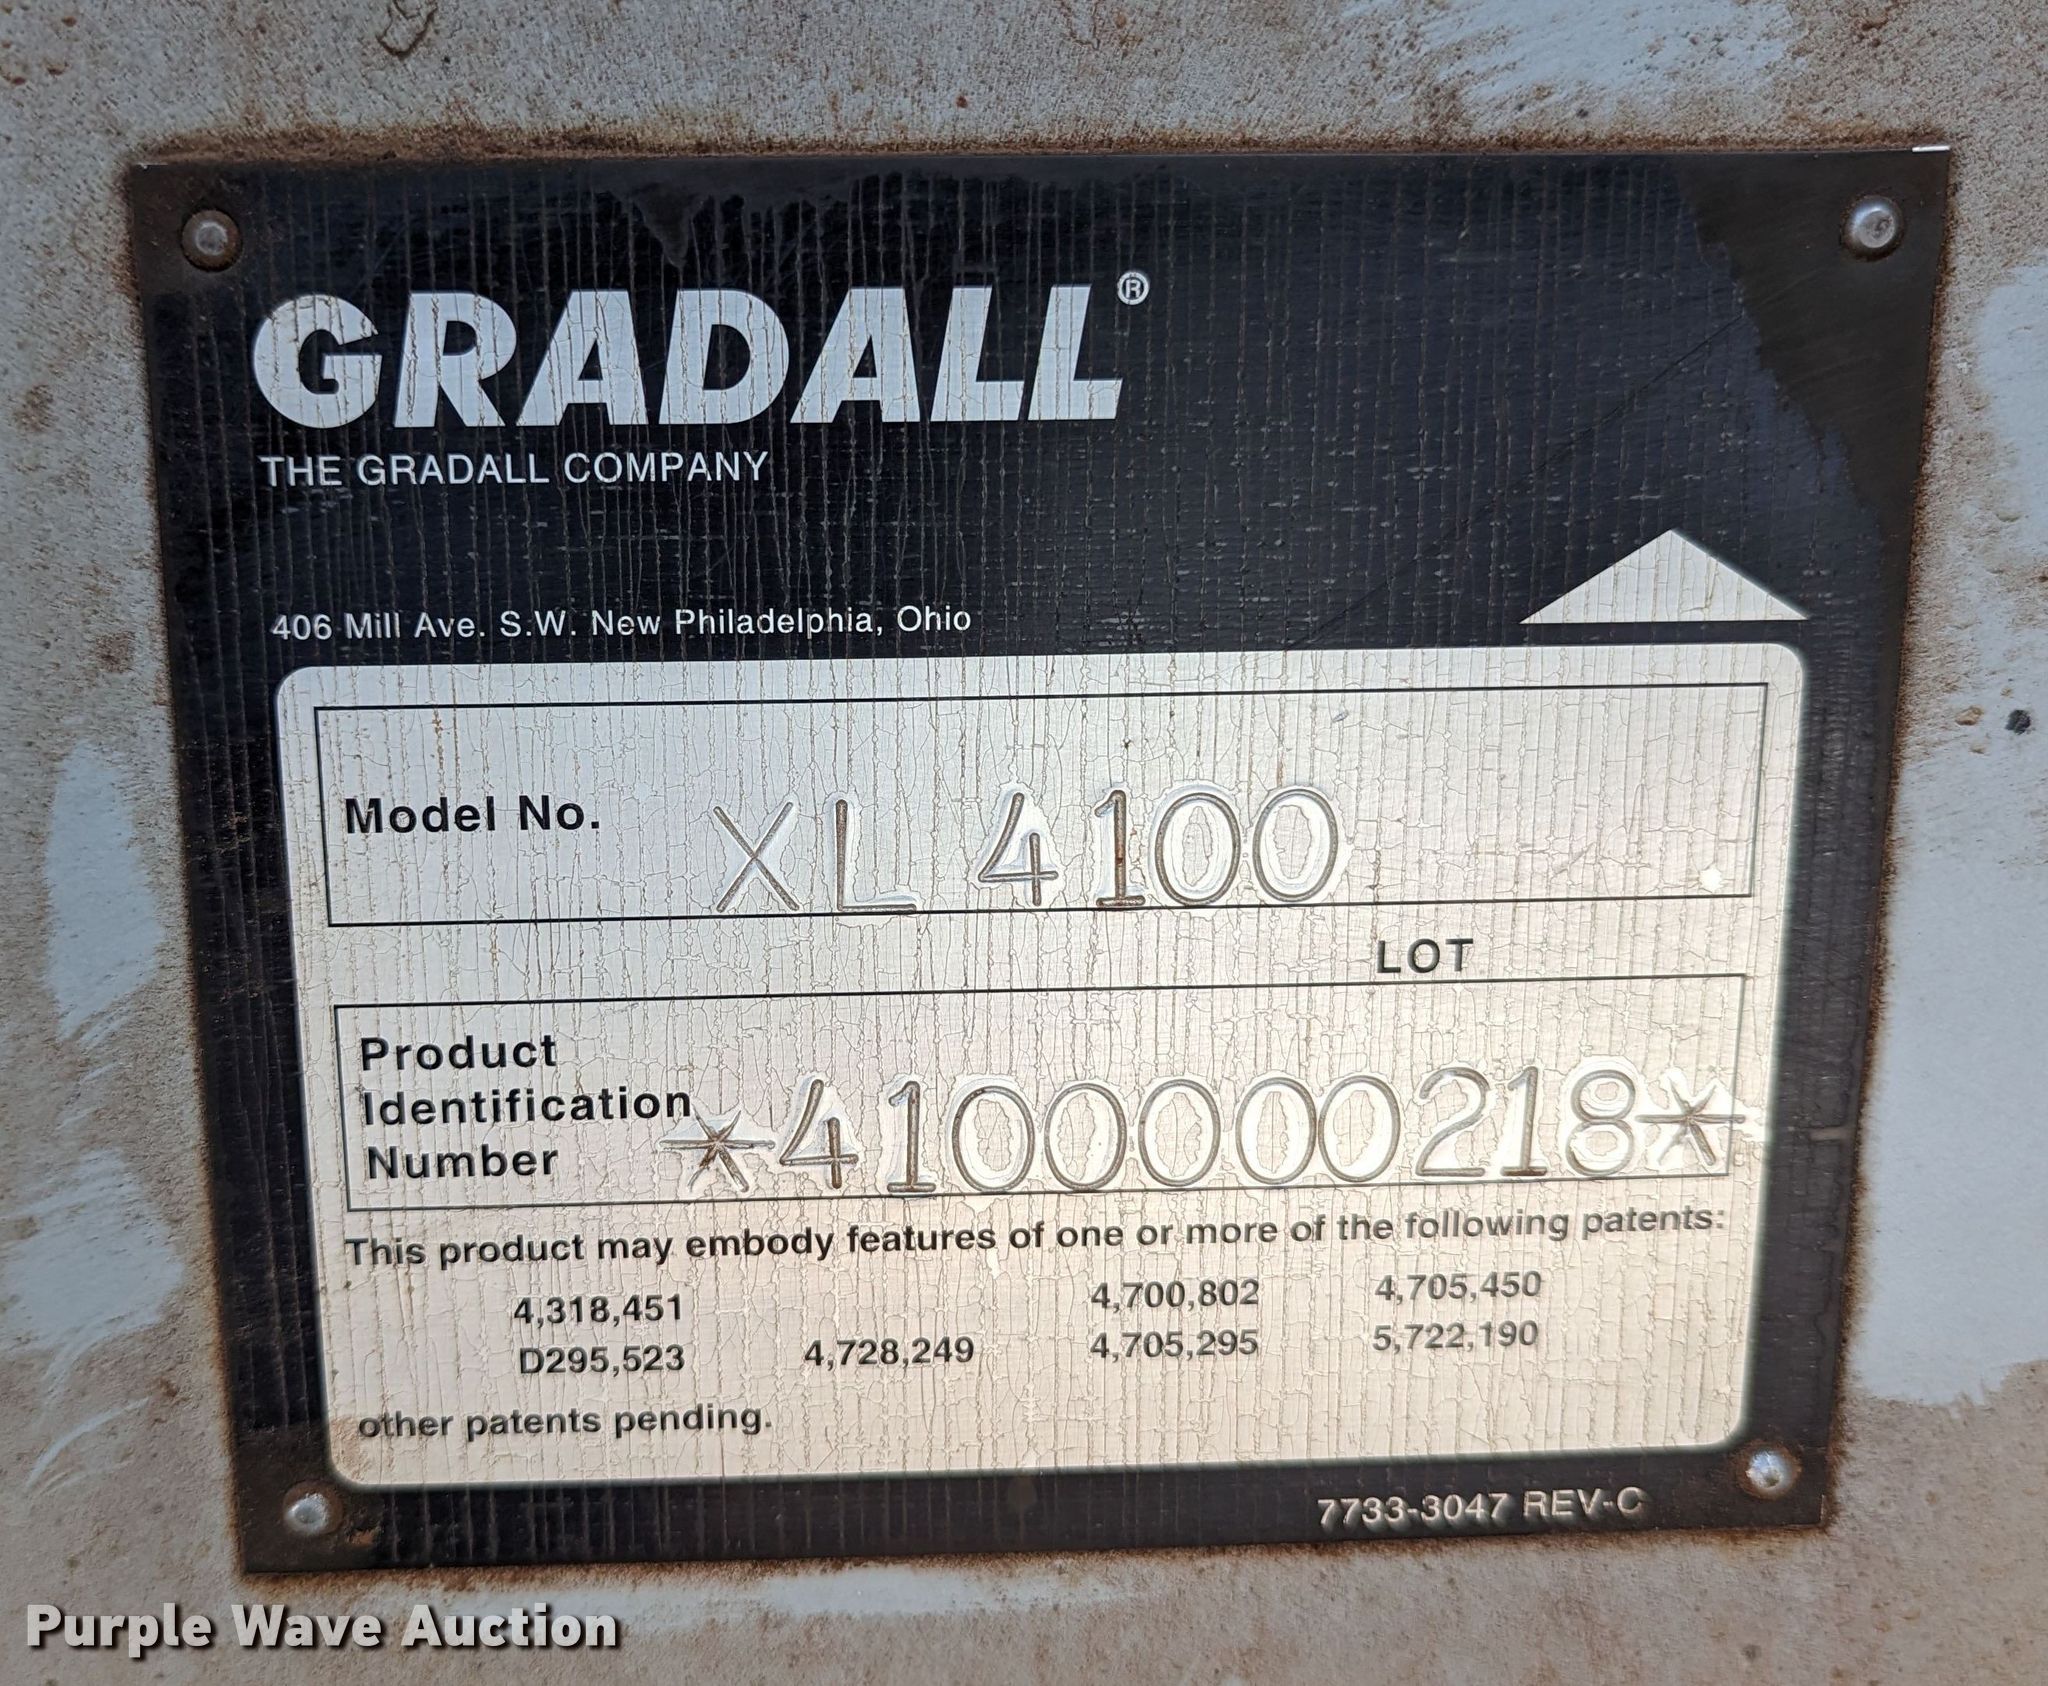 GRADALL®
THE GRADALL COMPANY
406 Mill Ave. S.W. New Philadelphia, Ohio
Model No. XL 4100
LOT
Product
Identification
Number *4100000218*
This product may embody features of one or more of the following patents:
4,318,451 4,700,802 4,705,450
D295,523 4,728,249 4,705,295 5,722,190
other patents pending.
7733-3047 REV-C
Purple Wave Auction